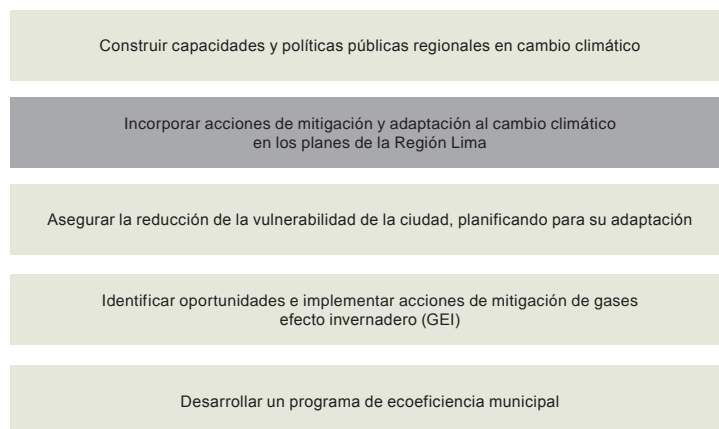 Construir capacidades y políticas públicas regionales en cambio climático
Incorporar acciones de mitigación y adaptación al cambio climático
en los planes de la Región Lima
Asegurar la reducción de la vulnerabilidad de la ciudad, planificando para su adaptación
Identificar oportunidades e implementar acciones de mitigación de gases
efecto invernadero (GEI)
Desarrollar un programa de ecoeficiencia municipal